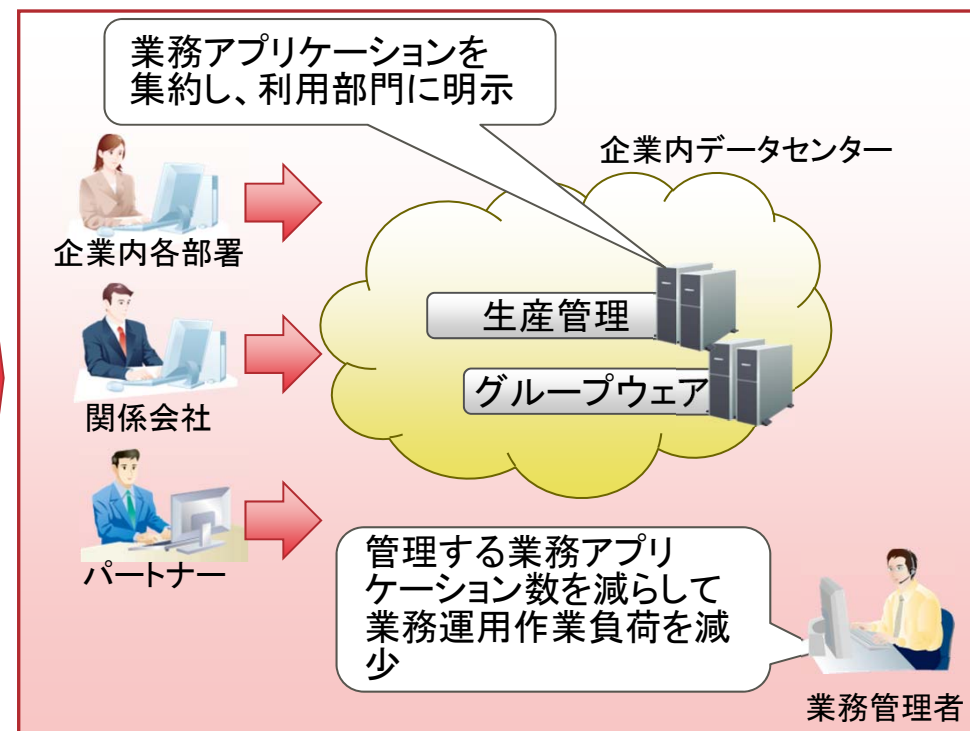 業務アプリケーションを
集約し、利用部門に明示
企業内データセンター
企業内各部署
生産管理
グループウェア
関係会社
パートナー
管理する業務アプリ
ケーション数を減らして
業務運用作業負荷を減
少
業務管理者